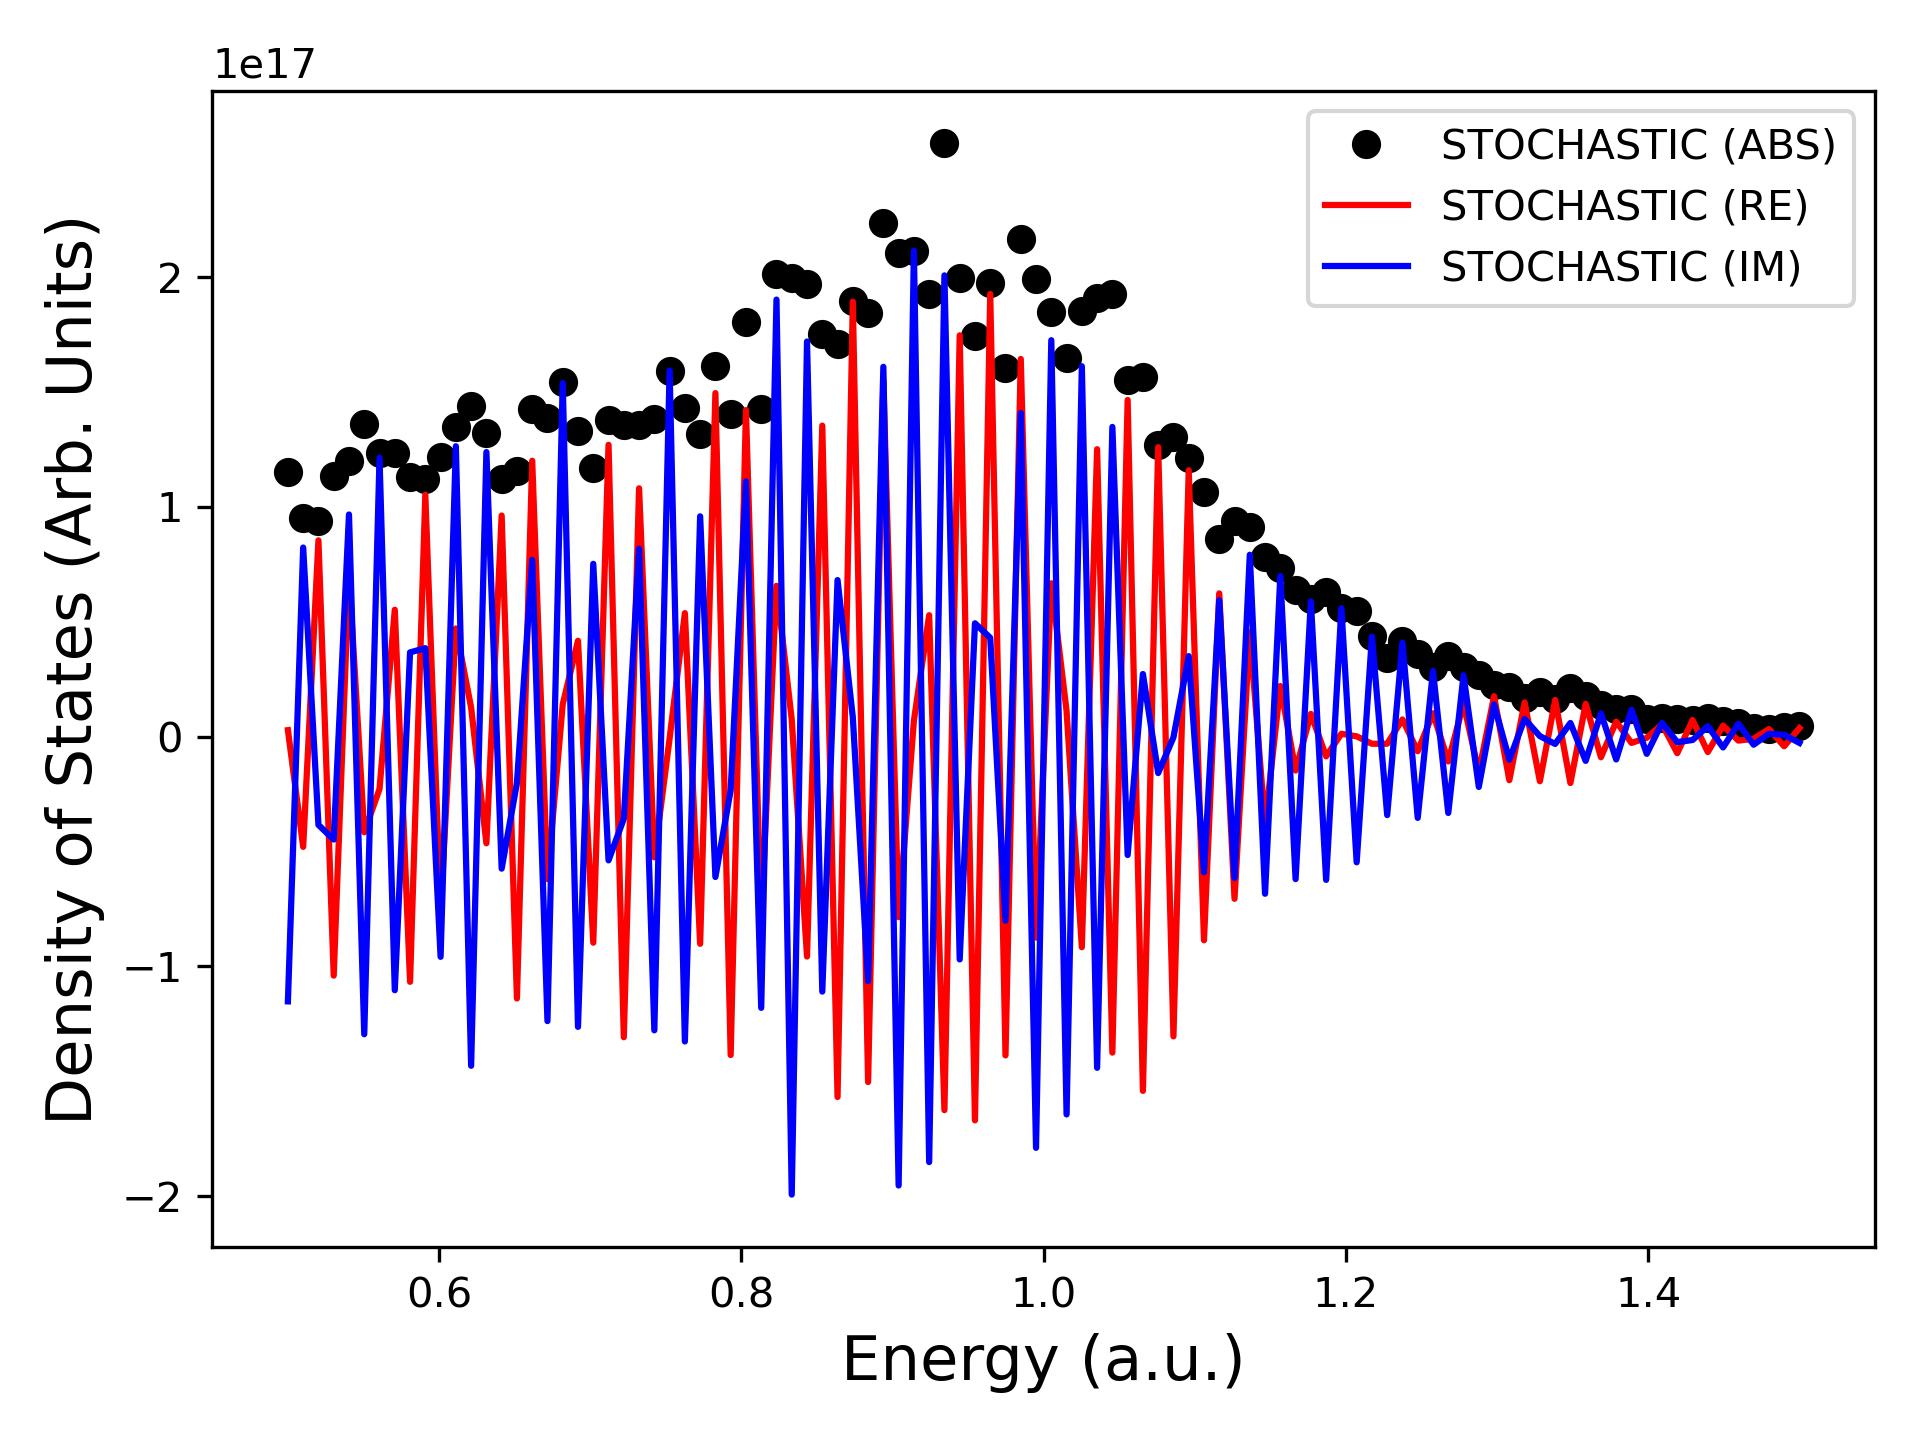 1e17
STOCHASTIC (ABS)
STOCHASTIC (RE)
STOCHASTIC (IM)
Density of States (Arb. Units)
2
1
0
−1
−2
0.6 0.8 1.0 1.2 1.4
Energy (a.u.)